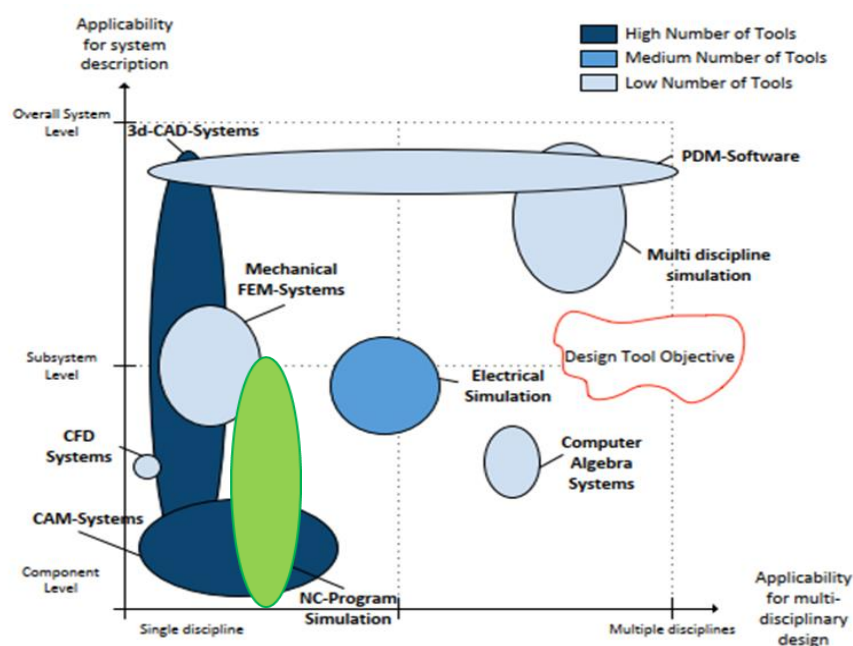 Applicability
for system
description
High Number of Tools
Medium Number of Tools
Low Number of Tools
Overall System
Level
3d-CAD-Systems
PDM-Software
Multi discipline
simulation
Mechanical
FEM-Systems
Subsystem
Level
Design Tool Objective
Electrical
Simulation
CFD
Systems
Computer
Algebra
Systems
CAM-Systems
Component
Level
NC-Program
Simulation
Applicability
for multi-
disciplinary
design
Single discipline
Multiple disciplines